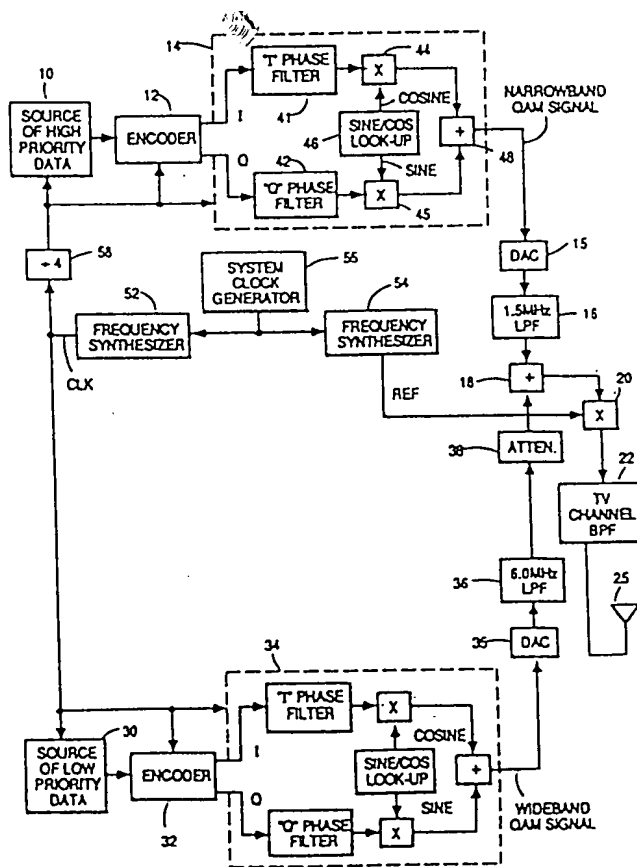 14
"I" PHASE
FILTER
41
X
44
COSINE
NARROWBAND
QAM SIGNAL
10
12
SOURCE
OF HIGH
PRIORITY
DATA
ENCODER
I
Q
46
SINE/COS
LOOK-UP
+
48
42
SINE
"Q" PHASE
FILTER
X
45
58
÷ 4
55
SYSTEM
CLOCK
GENERATOR
DAC
15
52
54
FREQUENCY
SYNTHESIZER
FREQUENCY
SYNTHESIZER
1.5MHz
LPF
16
CLK
REF
18
+
20
X
38
ATTEN.
22
TV
CHANNEL
BPF
36
6.0MHz
LPF
25
35
DAC
34
"I" PHASE
FILTER
X
COSINE
30
SOURCE
OF LOW
PRIORITY
DATA
ENCODER
32
I
Q
SINE/COS
LOOK-UP
+
SINE
"Q" PHASE
FILTER
X
WIDEBAND
QAM SIGNAL